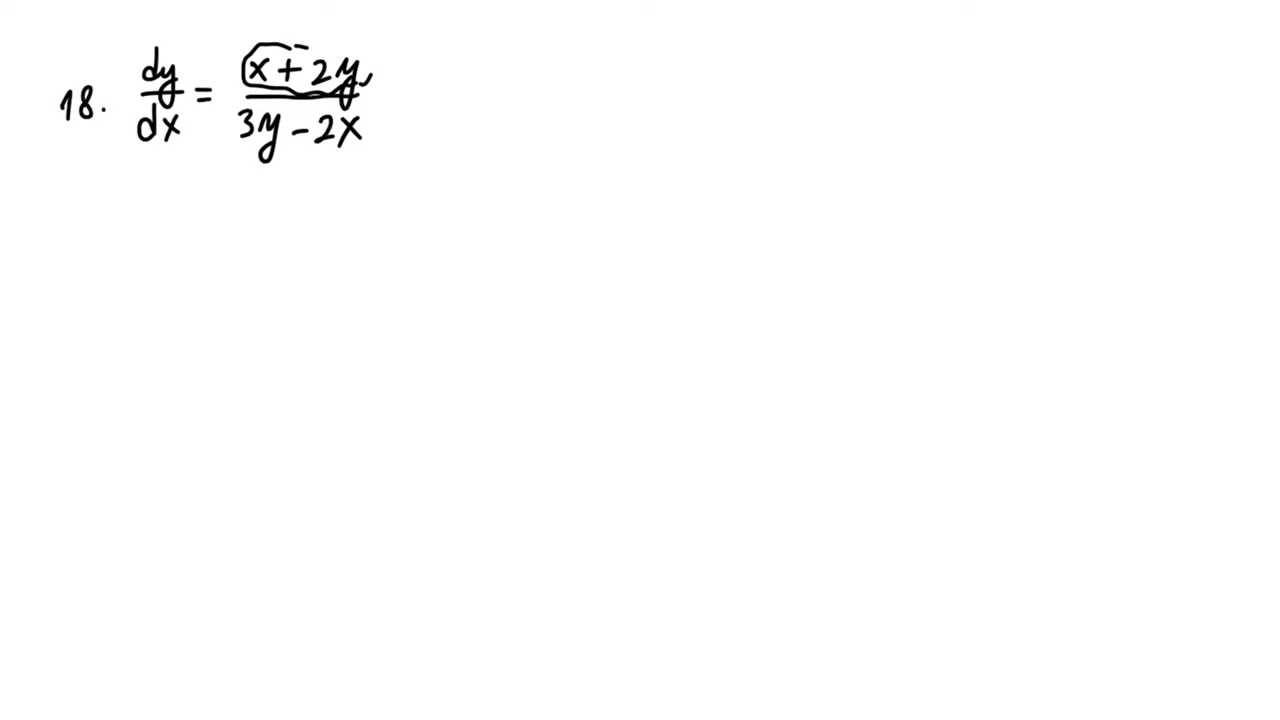 18. dy/dx = (x + 2y)/(3y - 2x)